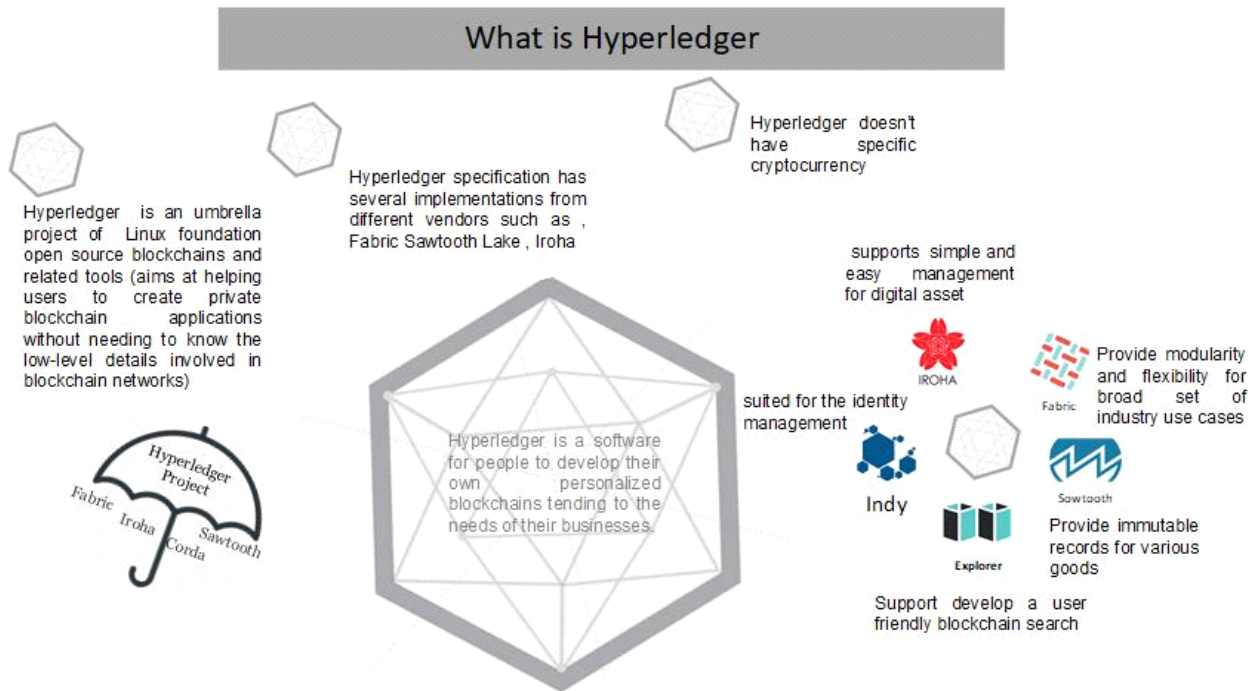 What is Hyperledger
Hyperledger is an umbrella
project of Linux foundation
open source blockchains and
related tools (aims at helping
users to create private
blockchain applications
without needing to know the
low-level details involved in
blockchain networks)
Hyperledger
Project
Fabric
Iroha
Corda
Sawtooth
Hyperledger specification has
several implementations from
different vendors such as ,
Fabric Sawtooth Lake , Iroha
Hyperledger is a software
for people to develop their
own personalized
blockchains tending to the
needs of their businesses.
Hyperledger doesn't
have specific
cryptocurrency
supports simple and
easy management
for digital asset
IROHA
Fabric
Provide modularity
and flexibility for
broad set of
industry use cases
suited for the identity
management
Indy
Sowtooth
Provide immutable
records for various
goods
Explorer
Support develop a user
friendly blockchain search